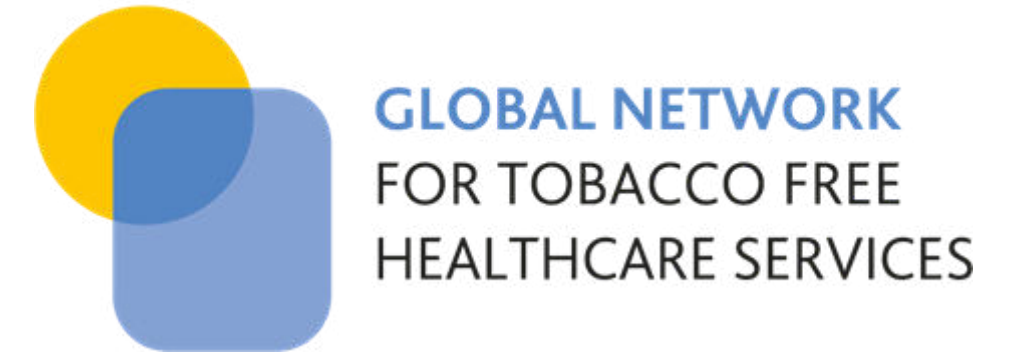 GLOBAL NETWORK
FOR TOBACCO FREE
HEALTHCARE SERVICES